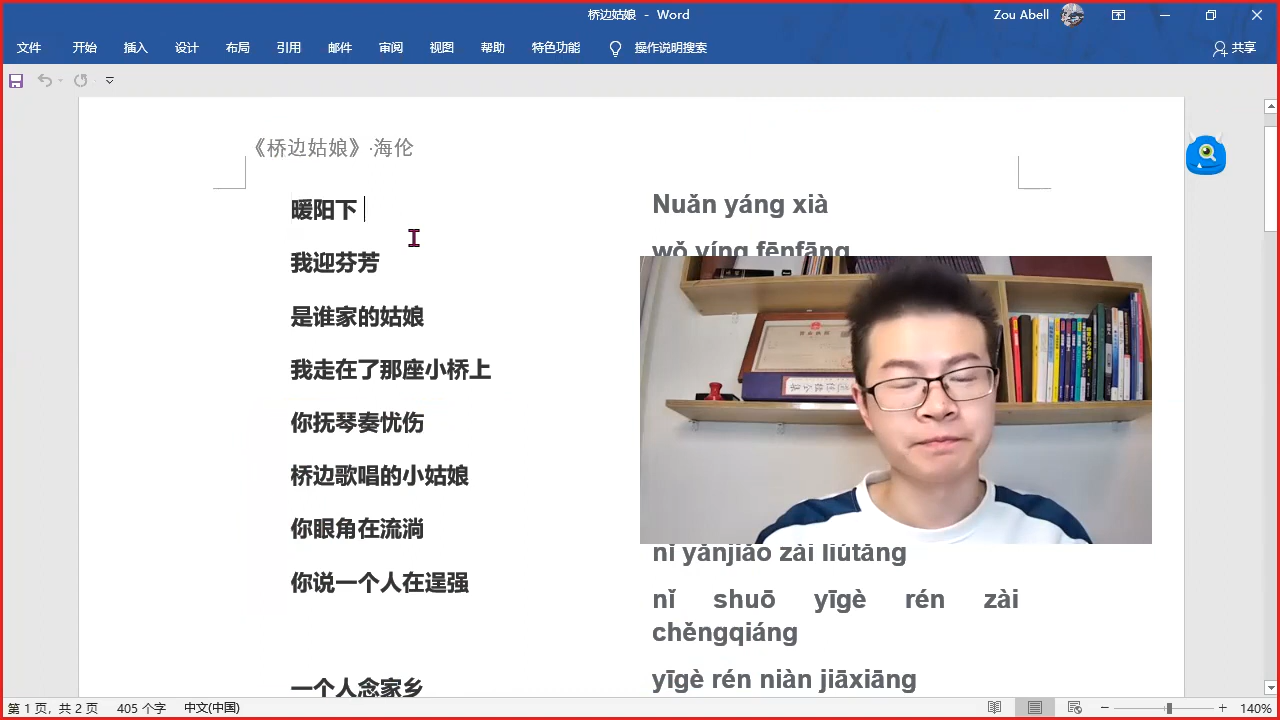 桥边姑娘 - Word
Zou Abell
文件 开始 插入 设计 布局 引用 邮件 审阅 视图 帮助 特色功能 操作说明搜索 共享
《桥边姑娘》·海伦
暖阳下
我迎芬芳
是谁家的姑娘
我走在了那座小桥上
你抚琴奏忧伤
桥边歌唱的小姑娘
你眼角在流淌
你说一个人在逞强
一个人念家乡
Nuǎn yáng xià
wǒ yíng fēnfāng
nǐ yǎnjiǎo zài liútǎng
nǐ shuō yīgè rén zài
chěngqiáng
yīgè rén niàn jiāxiāng
第 1 页，共 2 页 405 个字 中文(中国)
140%